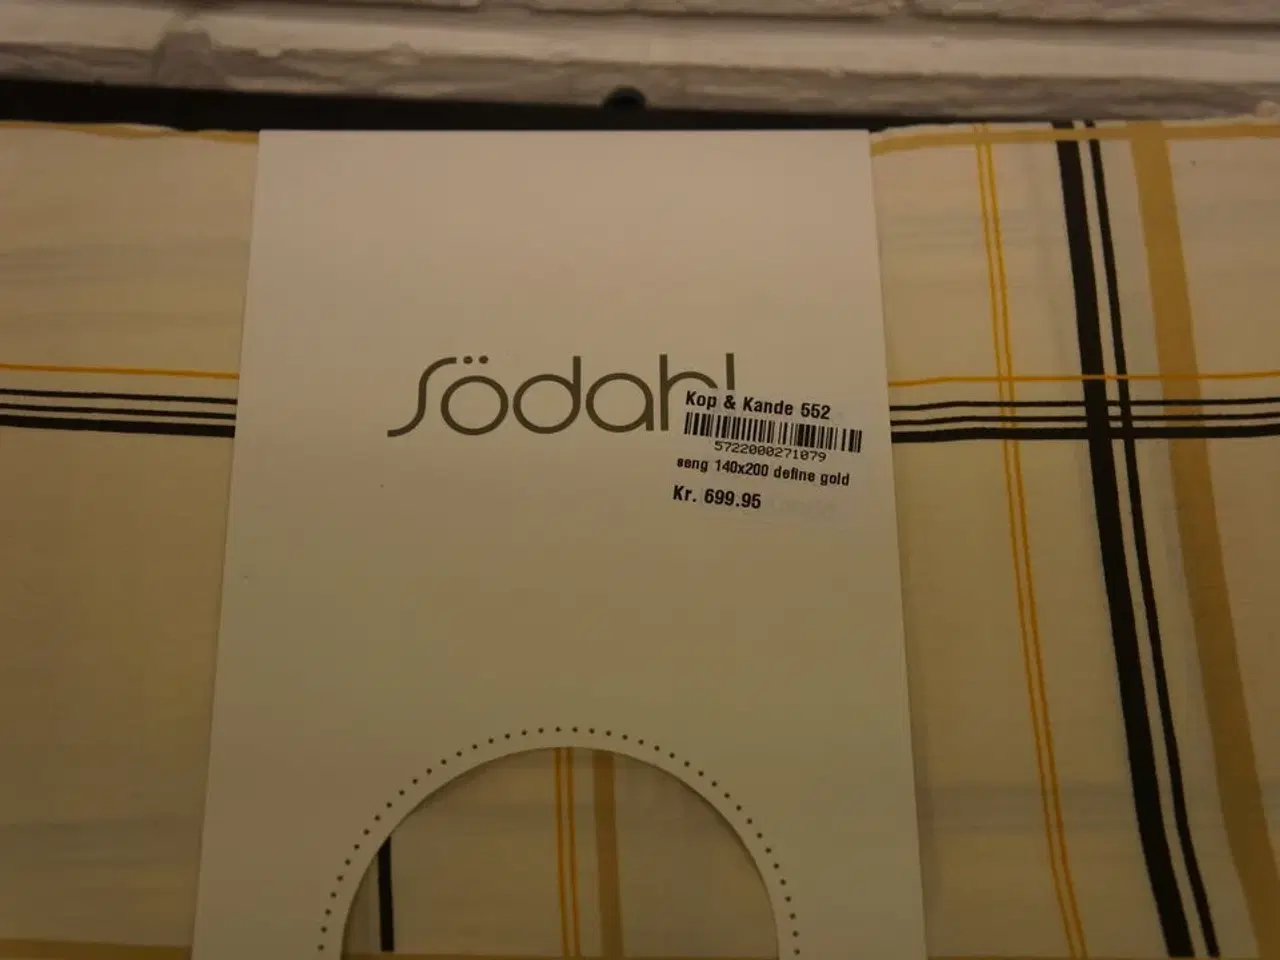 södahl
Kop & Kande 552
5722000271079
seng 140x200 define gold
Kr. 699.95